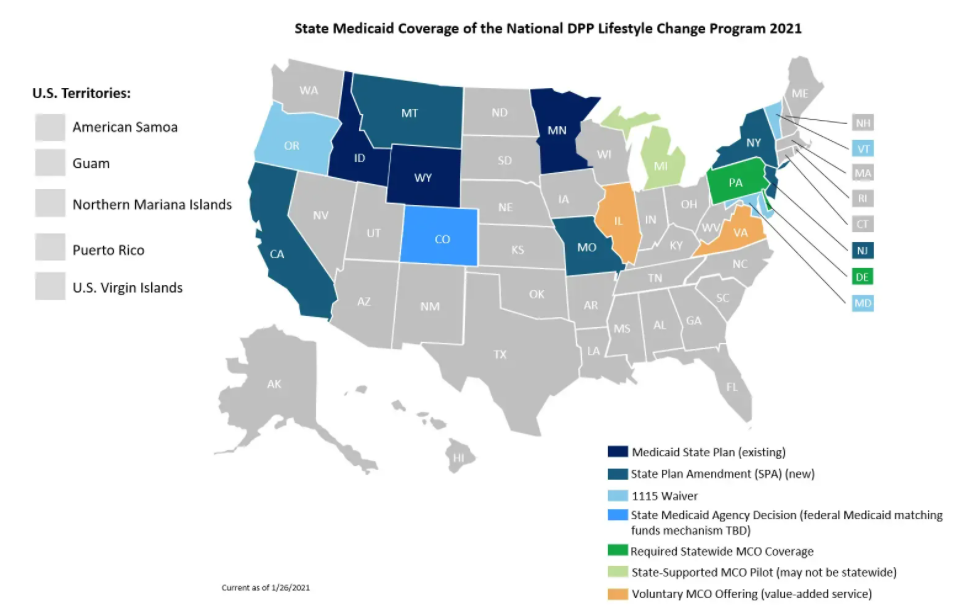 State Medicaid Coverage of the National DPP Lifestyle Change Program 2021
U.S. Territories:
American Samoa
Guam
Northern Mariana Islands
Puerto Rico
U.S. Virgin Islands
WA
MT
ND
MN
ME
OR
ID
WY
SD
WI
MI
NY
NH
VT
MA
RI
CT
NJ
DE
MD
NV
UT
CO
NE
IA
IL
IN
OH
PA
CA
KS
MO
KY
WV
VA
AZ
NM
OK
AR
TN
NC
SC
TX
LA
MS
AL
GA
FL
AK
HI
Medicaid State Plan (existing)
State Plan Amendment (SPA) (new)
1115 Waiver
State Medicaid Agency Decision (federal Medicaid matching
funds mechanism TBD)
Required Statewide MCO Coverage
State-Supported MCO Pilot (may not be statewide)
Voluntary MCO Offering (value-added service)
Current as of 1/26/2021